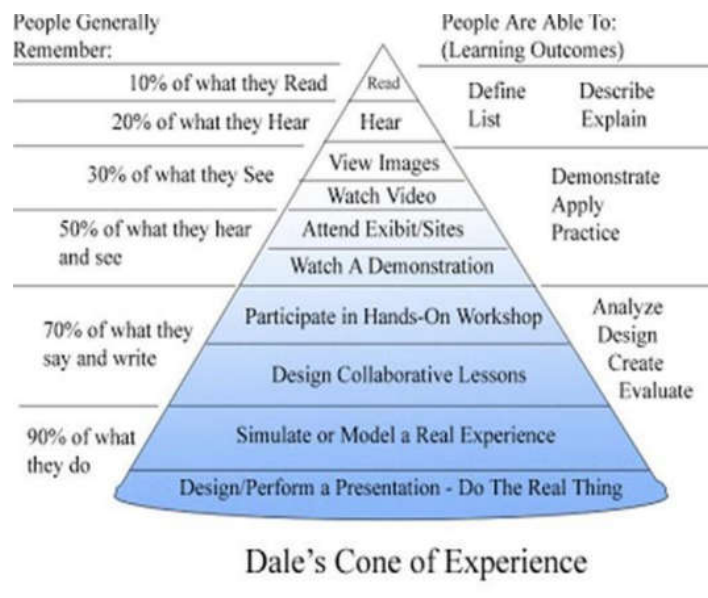 People Generally
Remember:
People Are Able To:
(Learning Outcomes)
10% of what they Read
Read
Define
Describe
List
Explain
20% of what they Hear
Hear
30% of what they See
View Images
Watch Video
Demonstrate
Apply
Practice
50% of what they hear
and see
Attend Exibit/Sites
Watch A Demonstration
70% of what they
say and write
Participate in Hands-On Workshop
Design Collaborative Lessons
Analyze
Design
Create
Evaluate
90% of what
they do
Simulate or Model a Real Experience
Design/Perform a Presentation - Do The Real Thing
Dale's Cone of Experience